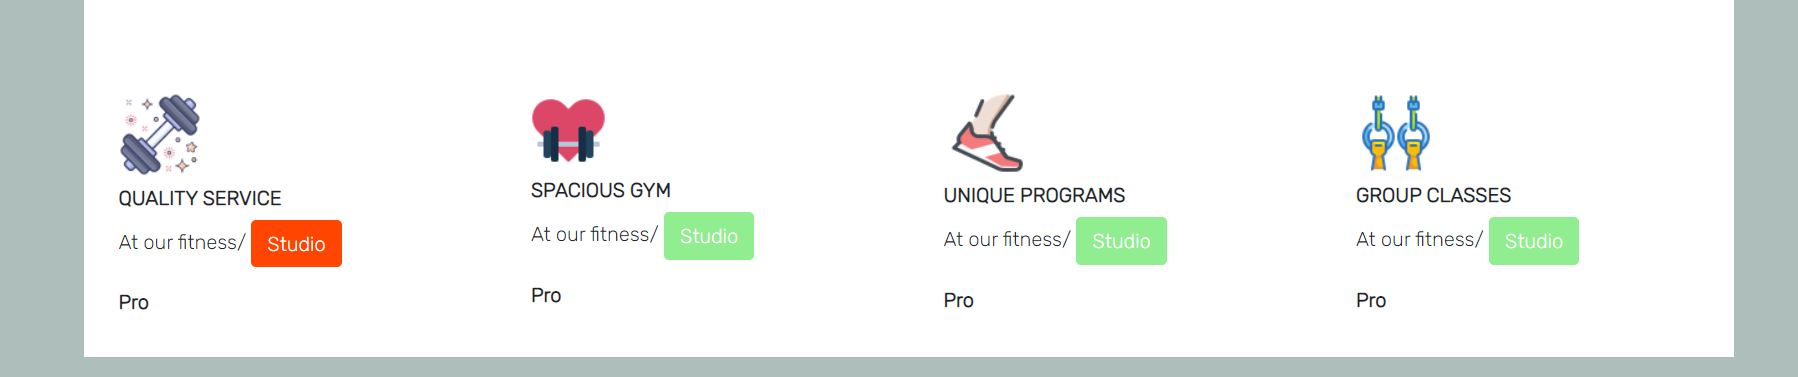 QUALITY SERVICE
At our fitness/ Studio
Pro
SPACIOUS GYM
At our fitness/ Studio
Pro
UNIQUE PROGRAMS
At our fitness/ Studio
Pro
GROUP CLASSES
At our fitness/ Studio
Pro